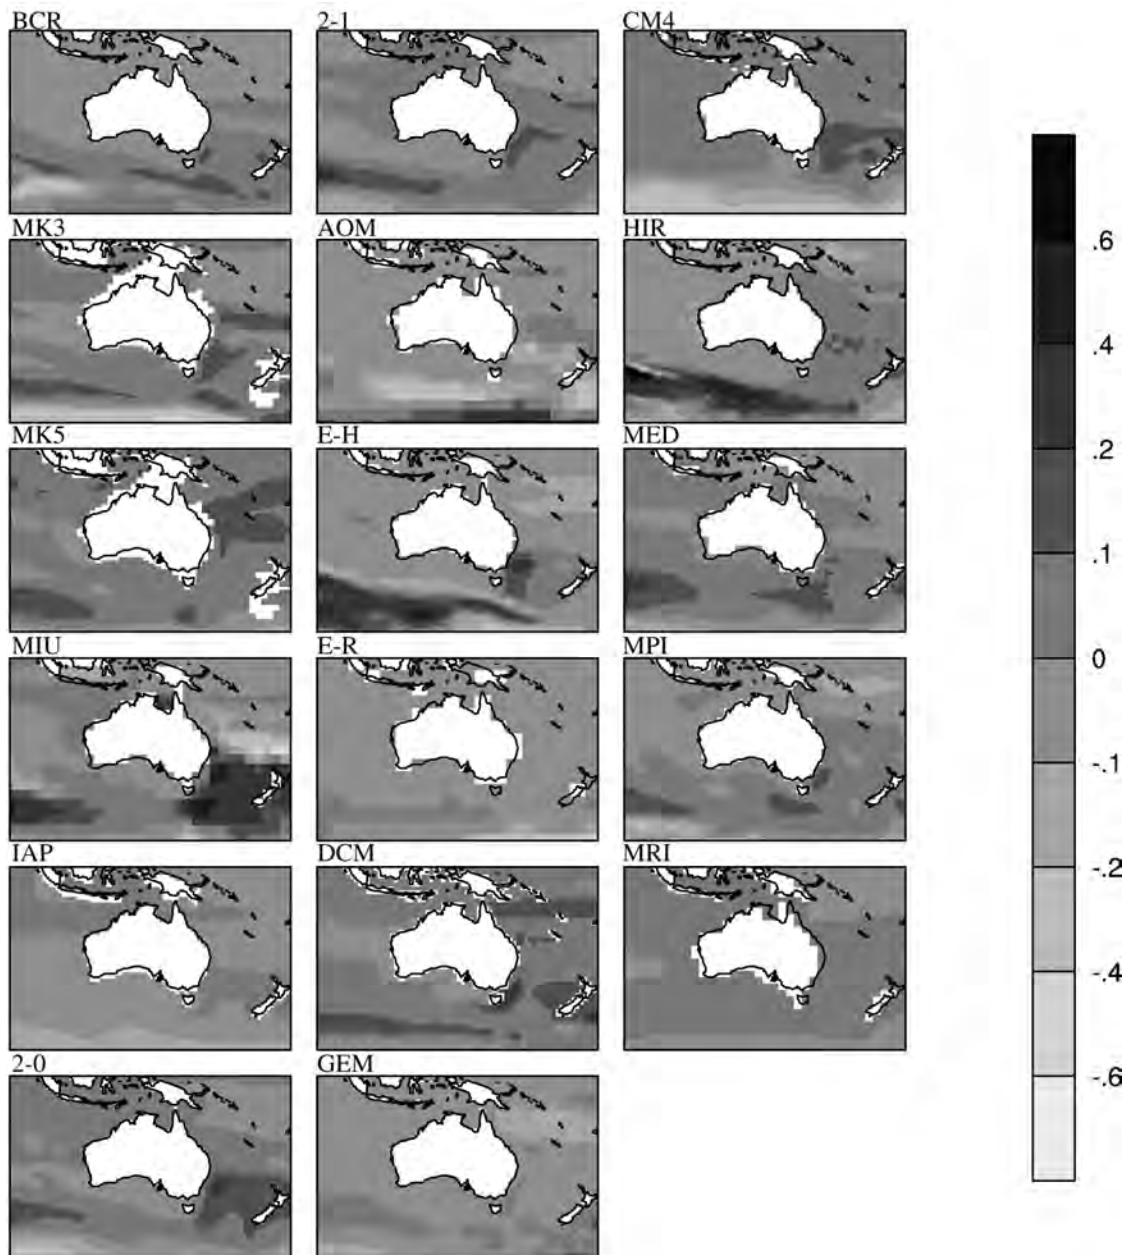 BCR 2-1 CM4
MK3 AOM HIR
MK5 E-H MED
MIU E-R MPI
IAP DCM MRI
2-0 GEM
.6
.4
.2
.1
0
-.1
-.2
-.4
-.6